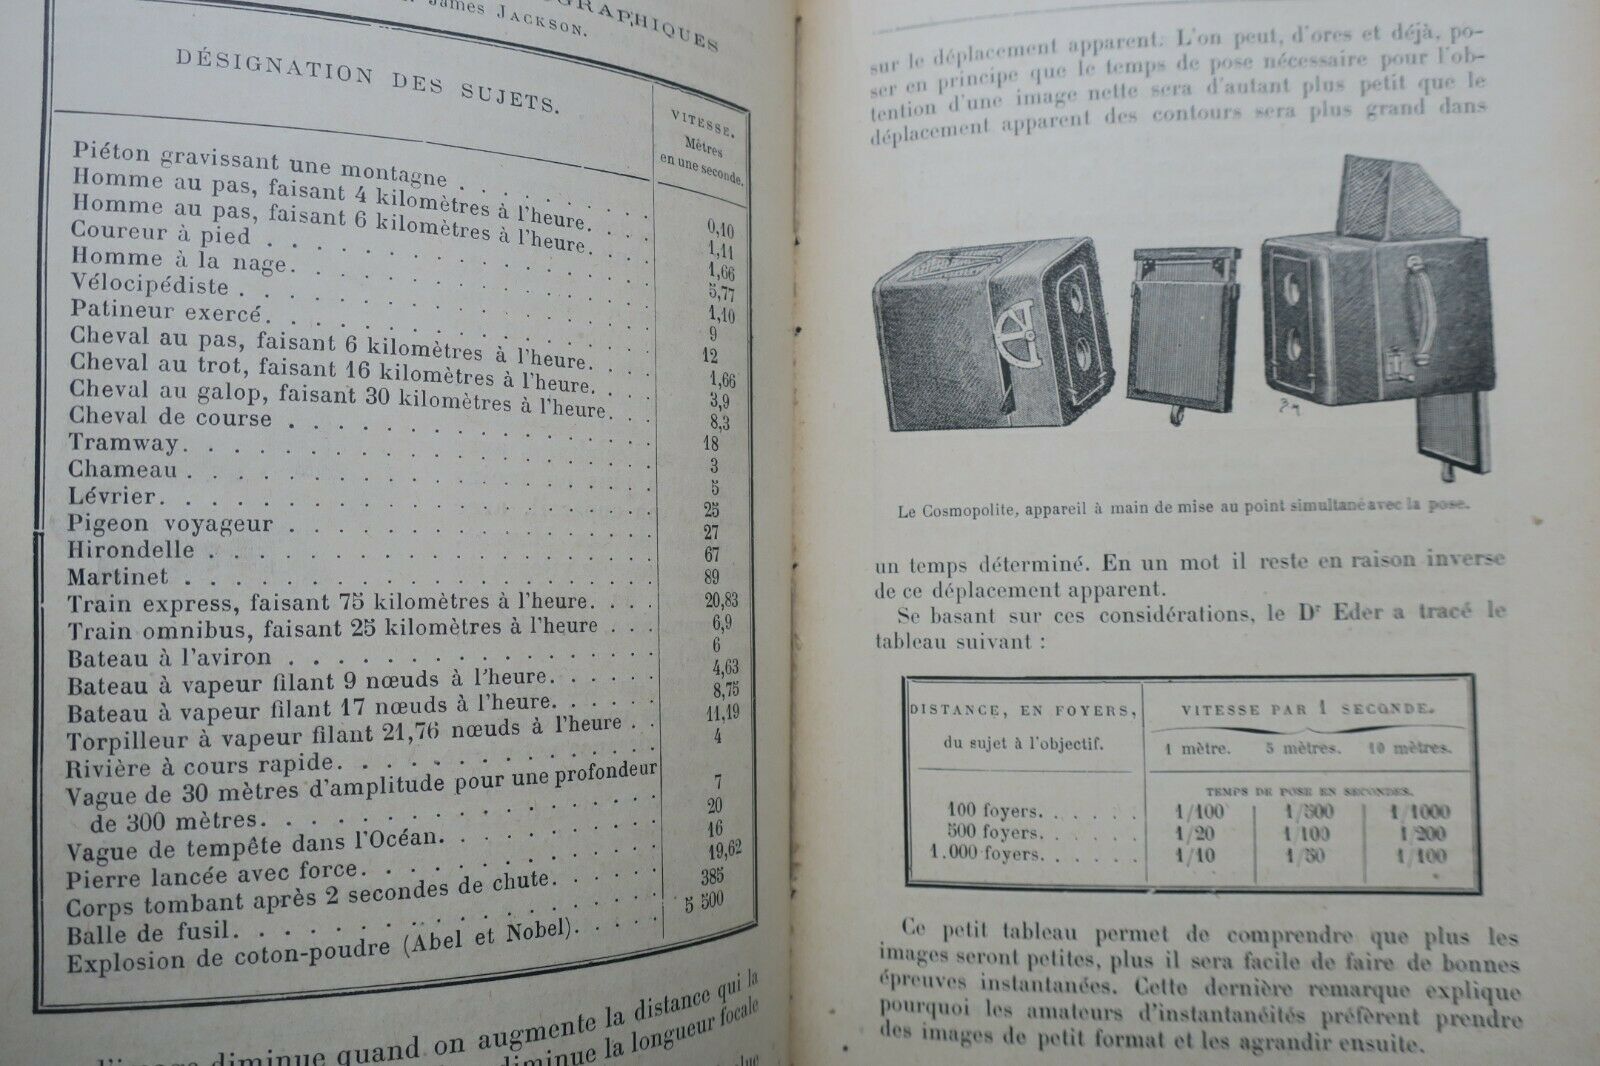 GRAPHIQUES
James JACKSON.
DÉSIGNATION DES SUJETS.
VITESSE.
Mètres
en une seconde.
Piéton gravissant une montagne . . . . . . . . 0,10
Homme au pas, faisant 4 kilomètres à l'heure. . . . 1,11
Homme au pas, faisant 6 kilomètres à l'heure. . . . 1,66
Coureur à pied . . . . . . . . 5,77
Homme à la nage. . . . . . . . 1,10
Vélocipédiste . . . . . . . . 9
Patineur exercé. . . . . . . . 12
Cheval au pas, faisant 6 kilomètres à l'heure. . . . 1,66
Cheval au trot, faisant 16 kilomètres à l'heure. . . . 3,9
Cheval au galop, faisant 30 kilomètres à l'heure. . . 8,3
Cheval de course . . . . . . . . 18
Tramway. . . . . . . . 3
Chameau . . . . . . . . 5
Lévrier. . . . . . . . 25
Pigeon voyageur . . . . . . . . 27
Hirondelle . . . . . . . . 67
Martinet . . . . . . . . 89
Train express, faisant 75 kilomètres à l'heure. . . . 20,83
Train omnibus, faisant 25 kilomètres à l'heure . . . 6,9
Bateau à l'aviron . . . . . . . . 6
Bateau à vapeur filant 9 nœuds à l'heure. . . . . . 4,63
Bateau à vapeur filant 17 nœuds à l'heure. . . . . . 8,75
Torpilleur à vapeur filant 21,76 nœuds à l'heure . . 11,19
Rivière à cours rapide. . . . . . . . 4
Vague de 30 mètres d'amplitude pour une profondeur
de 300 mètres. . . . . . . . 7
Vague de tempête dans l'Océan. . . . . . . . 20
Pierre lancée avec force. . . . . . . . 16
Corps tombant après 2 secondes de chute. . . . . . 19,62
Balle de fusil. . . . . . . . 385
Explosion de coton-poudre (Abel et Nobel). . . . 5 500
diminue quand on augmente la distance qui la
diminue la longueur focale
sur le déplacement apparent. L'on peut, d'ores et déjà, po-
ser en principe que le temps de pose nécessaire pour l'ob-
tention d'une image nette sera d'autant plus petit que le
déplacement apparent des contours sera plus grand dans
Le Cosmopolite, appareil à main de mise au point simultané avec la pose.
un temps déterminé. En un mot il reste en raison inverse
de ce déplacement apparent.
Se basant sur ces considérations, le Dr Eder a tracé le
tableau suivant :
DISTANCE, EN FOYERS,
du sujet à l'objectif.
VITESSE PAR 1 SECONDE.
1 mètre. 5 mètres. 10 mètres.
TEMPS DE POSE EN SECONDES.
100 foyers. . . . . . 1/100 1/500 1/1000
500 foyers. . . . . . 1/20 1/100 1/200
1.000 foyers. . . . . . 1/10 1/50 1/100
Ce petit tableau permet de comprendre que plus les
images seront petites, plus il sera facile de faire de bonnes
épreuves instantanées. Cette dernière remarque explique
pourquoi les amateurs d'instantanéités préfèrent prendre
des images de petit format et les agrandir ensuite.